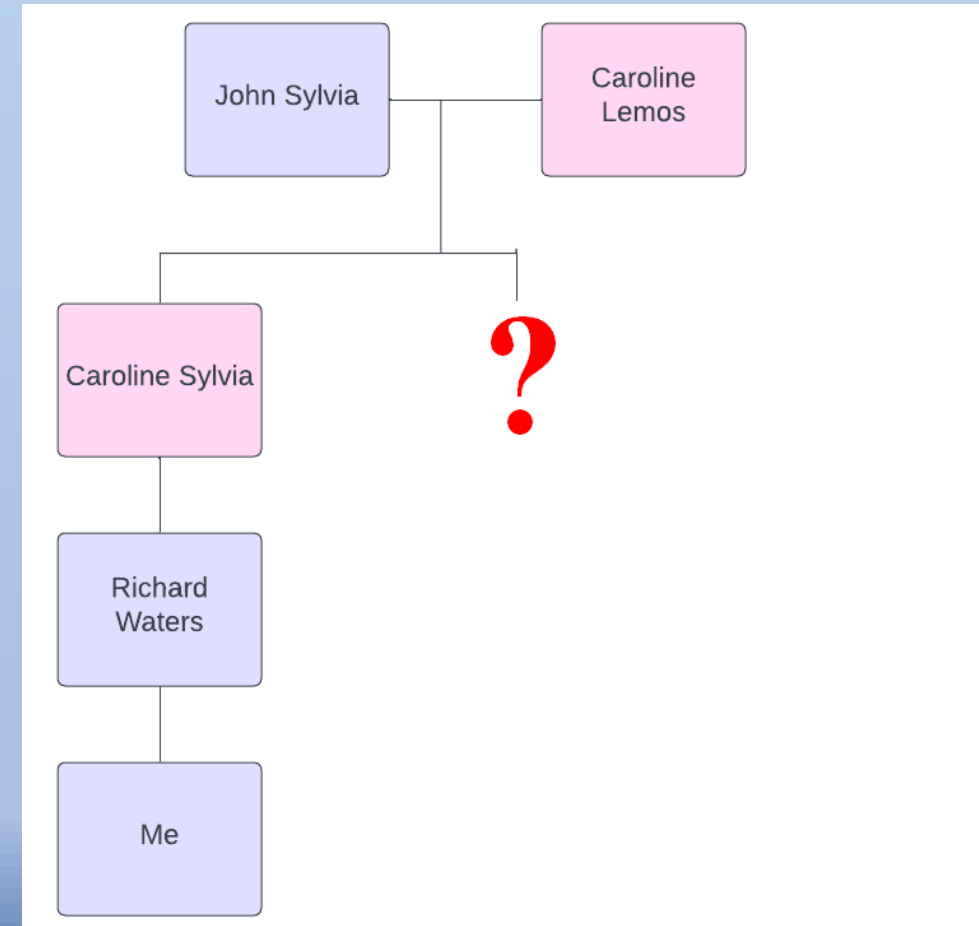 John Sylvia
Caroline
Lemos
Caroline Sylvia
?
Richard
Waters
Me